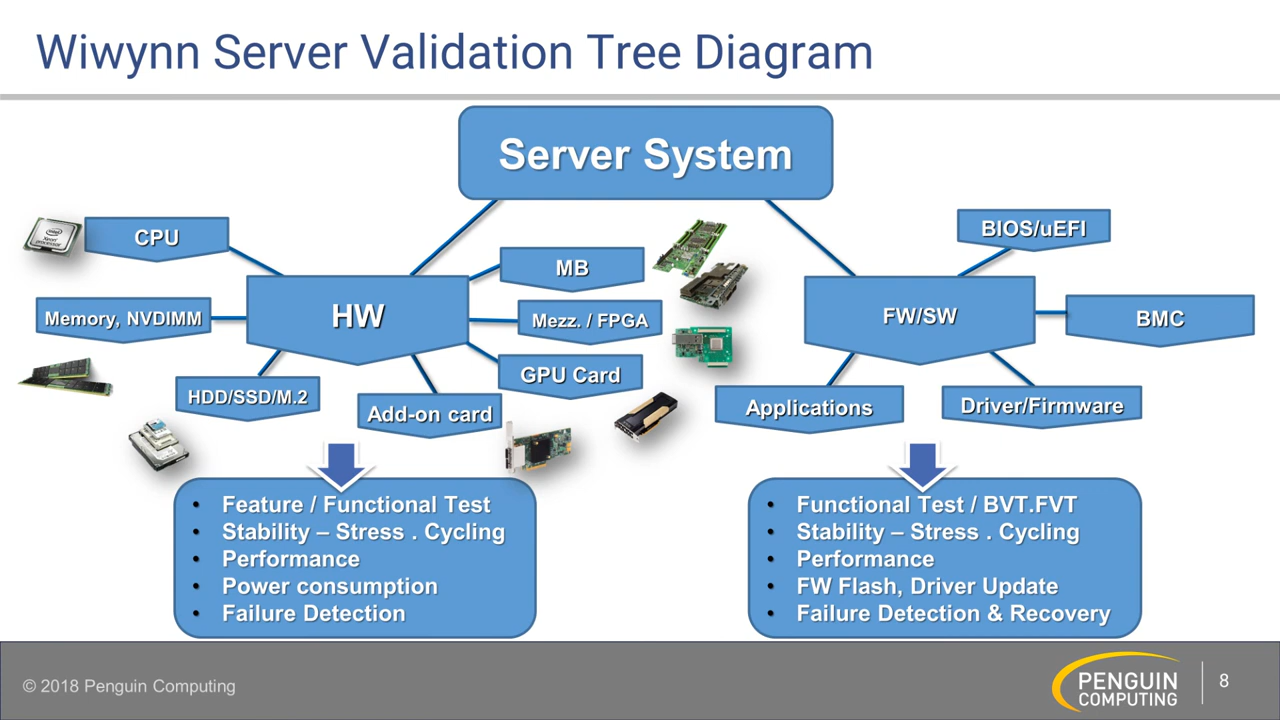 Wiwynn Server Validation Tree Diagram
Server System
CPU
Memory, NVDIMM
HDD/SSD/M.2
HW
Add-on card
MB
Mezz. / FPGA
GPU Card
BIOS/uEFI
FW/SW
BMC
Applications
Driver/Firmware
• Feature / Functional Test
• Stability – Stress . Cycling
• Performance
• Power consumption
• Failure Detection
• Functional Test / BVT.FVT
• Stability – Stress . Cycling
• Performance
• FW Flash, Driver Update
• Failure Detection & Recovery
© 2018 Penguin Computing
PENGUIN
COMPUTING
8